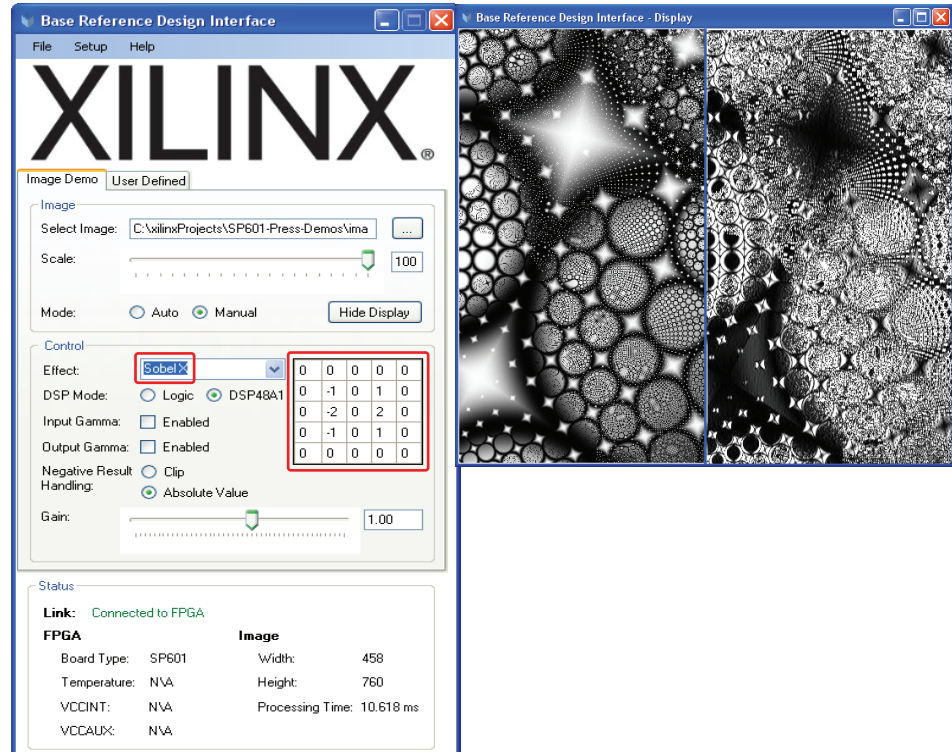 Base Reference Design Interface
File Setup Help
XILINX®
Image Demo User Defined
Image
Select Image: C:\xilinxProjects\SP601-Press-Demos\ima ...
Scale: 100
Mode: Auto Manual Hide Display
Control
Effect: Sobel X
DSP Mode: Logic DSP48A1
Input Gamma: Enabled
Output Gamma: Enabled
Negative Result Handling: Clip
Absolute Value
Gain: 1.00
0 0 0 0 0
0 -1 0 1 0
0 -2 0 2 0
0 -1 0 1 0
0 0 0 0 0
Status
Link: Connected to FPGA
FPGA Image
Board Type: SP601 Width: 458
Temperature: N\A Height: 760
VCCINT: N\A Processing Time: 10.618 ms
VCCAUX: N\A
Base Reference Design Interface - Display